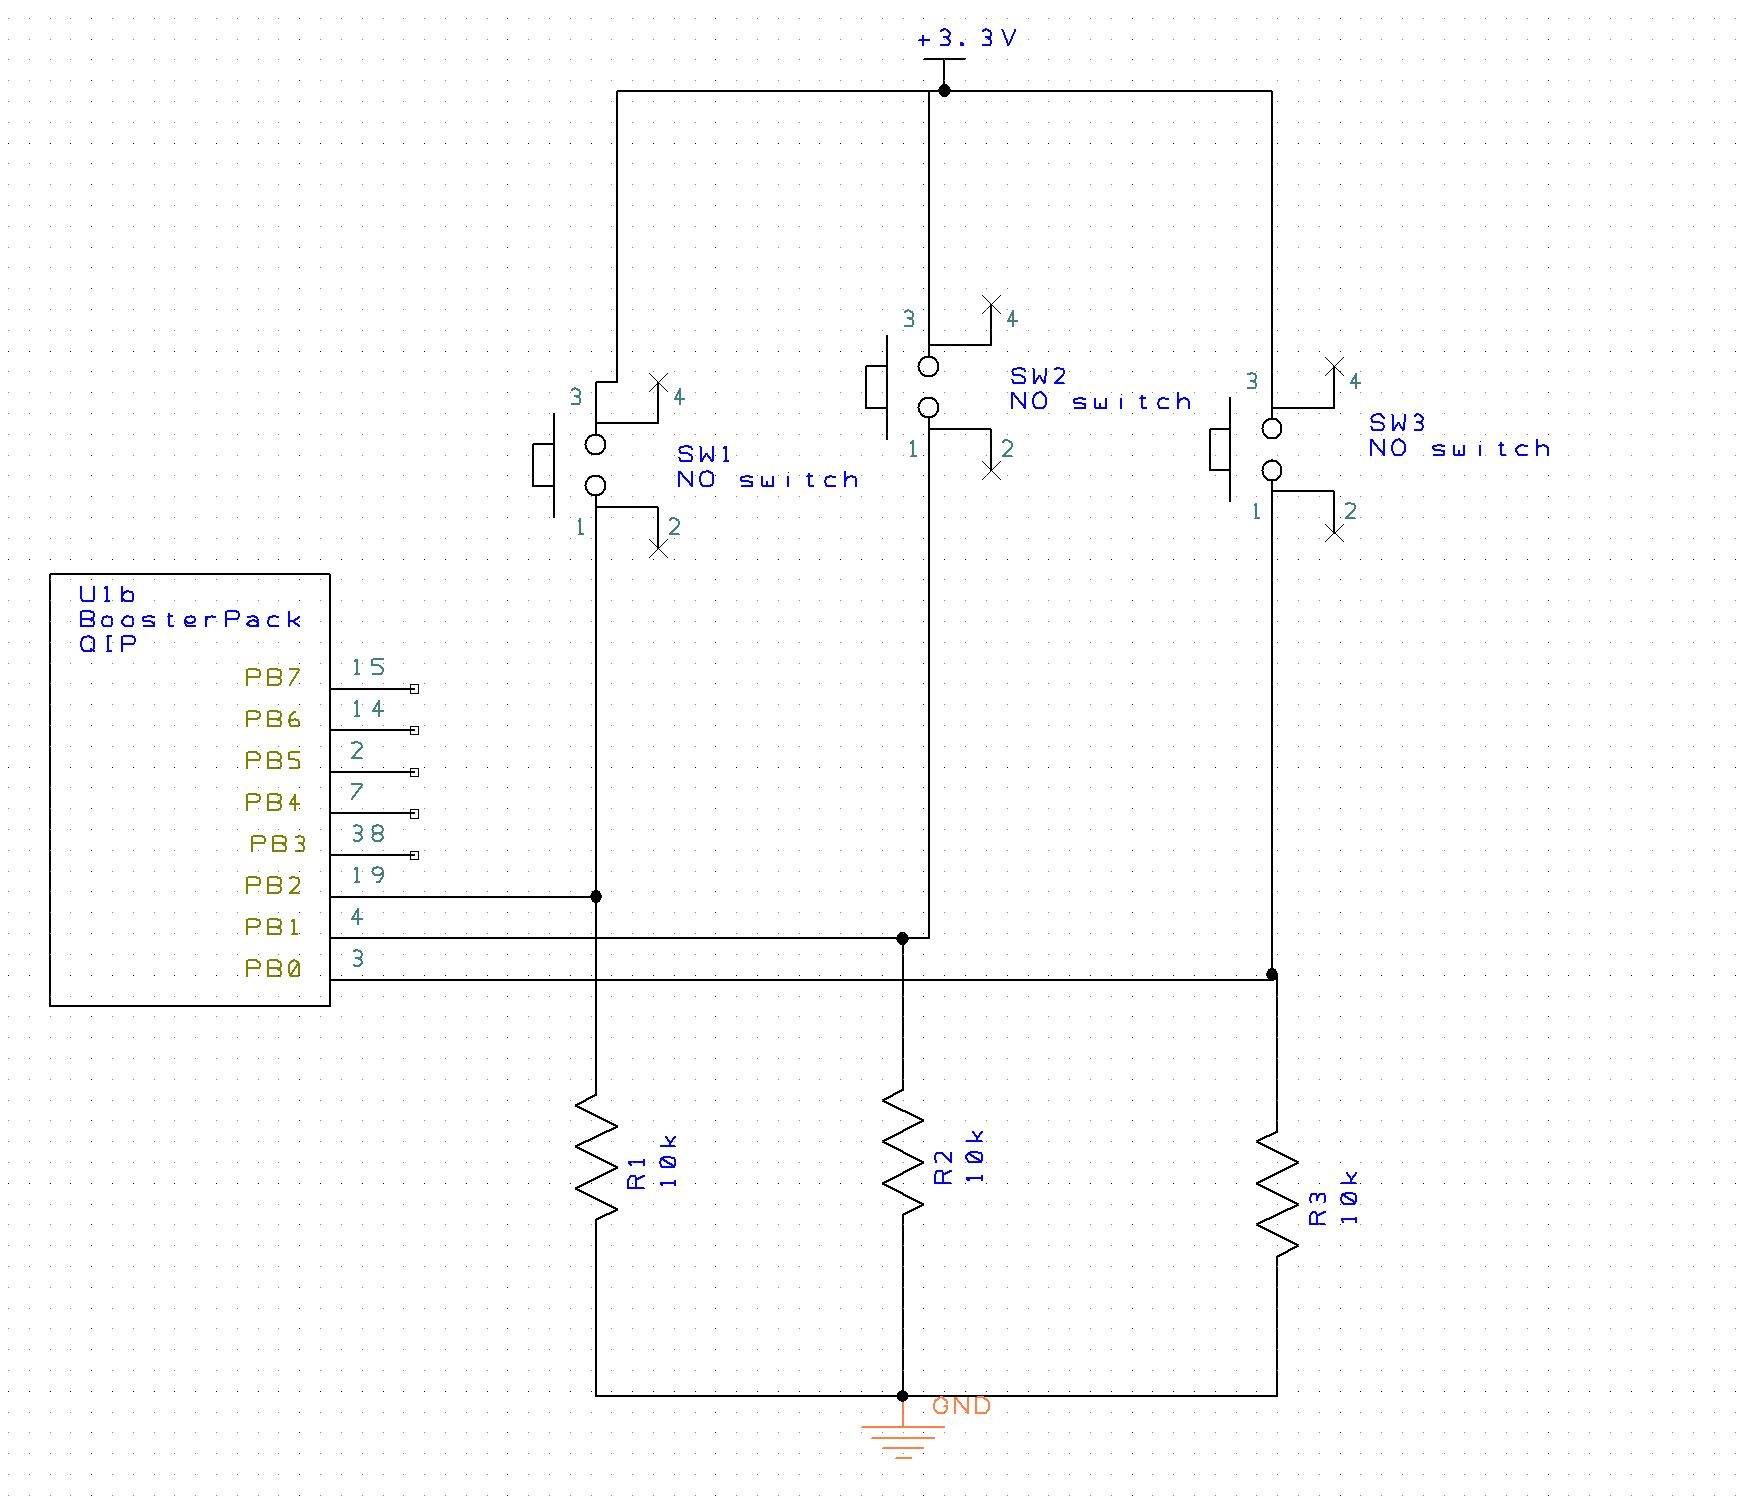 +3.3V
3
4
SW2
NO switch
1
2
3
4
SW3
NO switch
1
2
3
4
SW1
NO switch
1
2
U1b
BoosterPack
QIP
PB7
15
PB6
14
PB5
2
PB4
7
PB3
38
PB2
19
PB1
4
PB0
3
R1
10k
R2
10k
R3
10k
GND